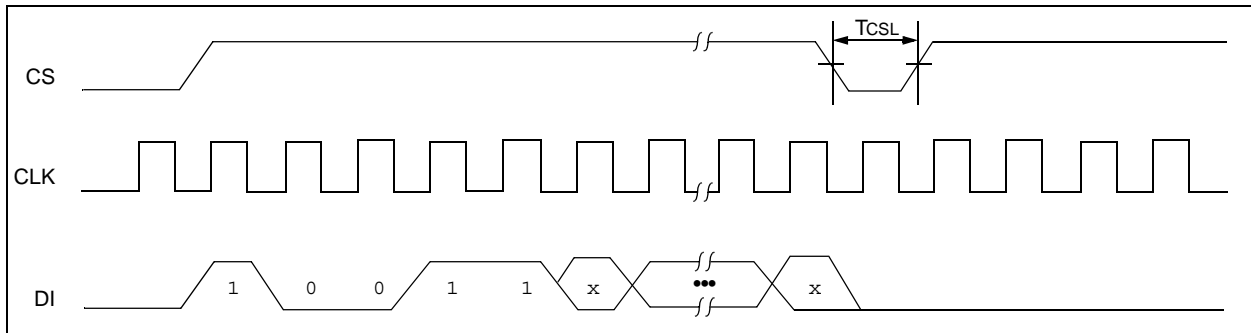 TCSL
CS
CLK
DI
1 0 0 1 1 x ••• x